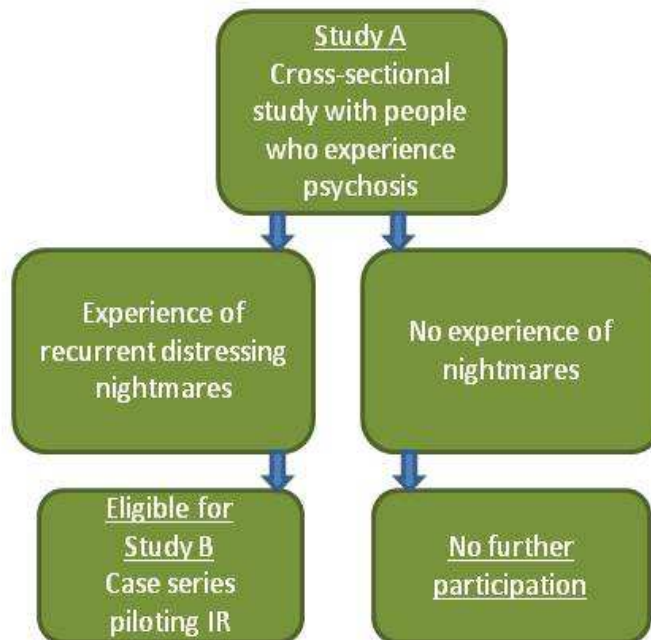 Study A
Cross-sectional
study with people
who experience
psychosis
Experience of
recurrent distressing
nightmares
No experience of
nightmares
Eligible for
Study B
Case series
piloting IR
No further
participation